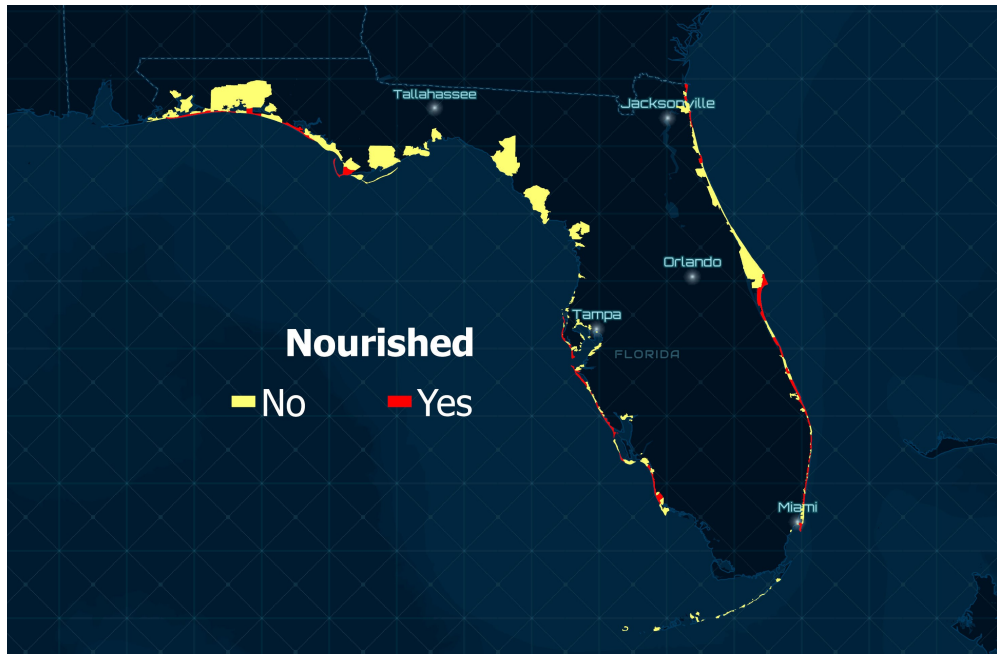 Tallahassee
Jacksonville
Orlando
Tampa
Nourished
FLORIDA
No
Yes
Miami